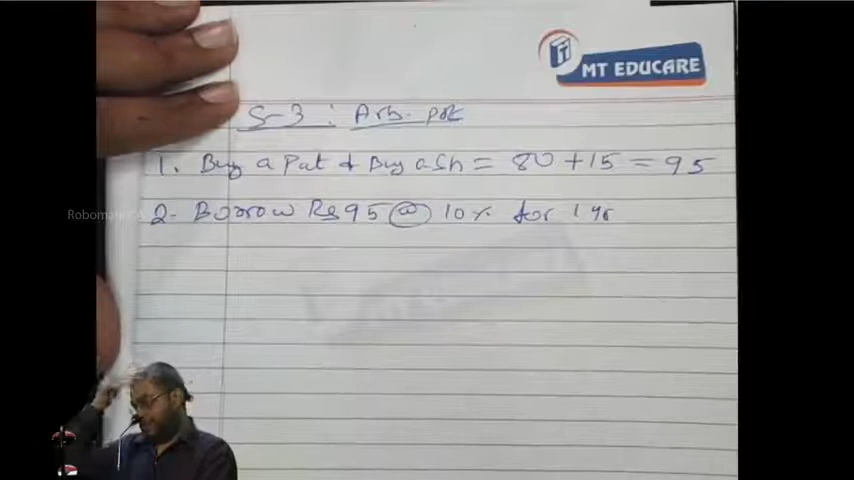 MT EDUCARE
S-3 : Arb. prt
1. Buy a Put & Buy a Sh = 80 + 15 = 95
2. Borrow Rs 95 @ 10% for 1 yr